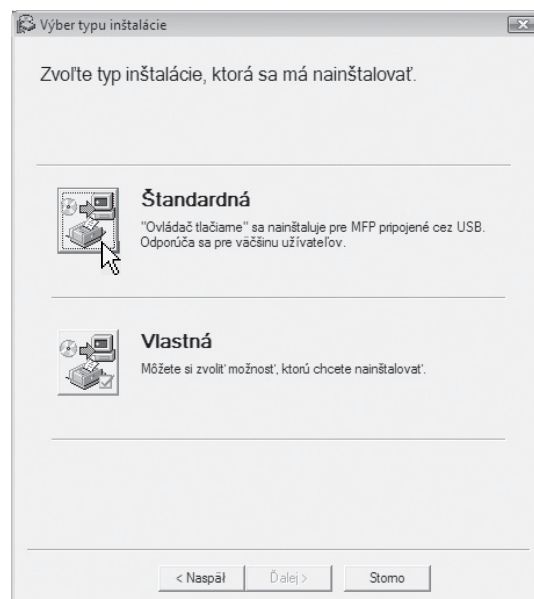 Výber typu inštalácie
Zvoľte typ inštalácie, ktorá sa má nainštalovať.
Štandardná
"Ovládač tlačiarne" sa nainštaluje pre MFP pripojené cez USB.
Odporúča sa pre väčšinu užívateľov.
Vlastná
Môžete si zvoliť možnosť, ktorú chcete nainštalovať.
< Naspäť
Ďalej >
Storno